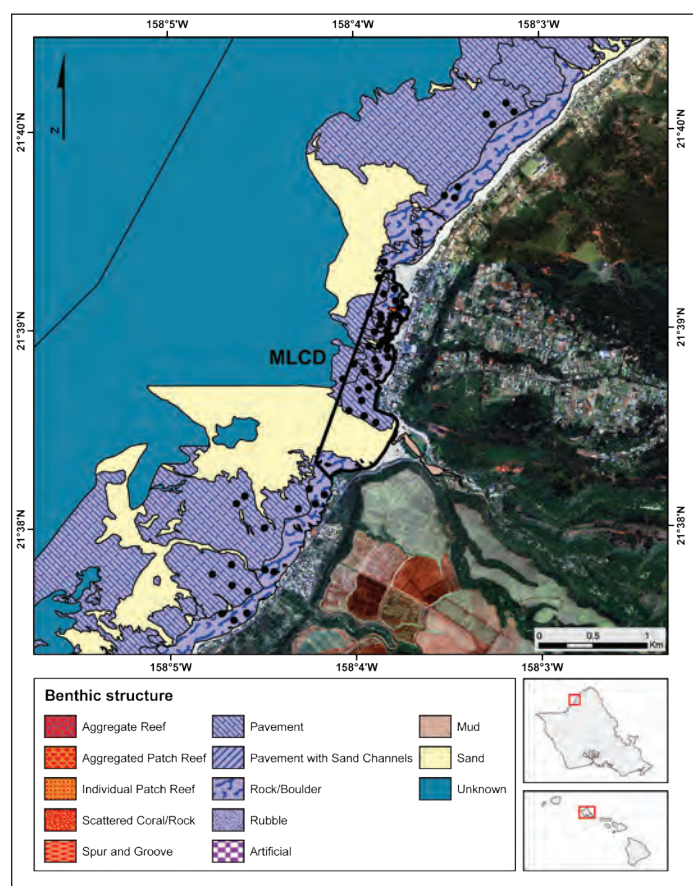 158°5'W 158°4'W 158°3'W
21°40'N 21°40'N
z
21°39'N 21°39'N
MLCD
21°38'N 21°38'N
0 0.5 1
Km
158°5'W 158°4'W 158°3'W
Benthic structure
Aggregate Reef
Aggregated Patch Reef
Individual Patch Reef
Scattered Coral/Rock
Spur and Groove
Pavement
Pavement with Sand Channels
Rock/Boulder
Rubble
Artificial
Mud
Sand
Unknown